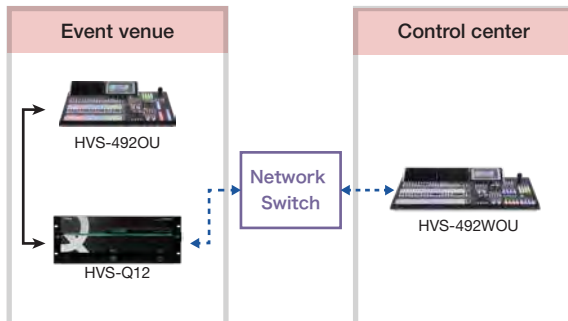 Event venue
Control center
HVS-492OU
Network
Switch
HVS-492WOU
HVS-Q12